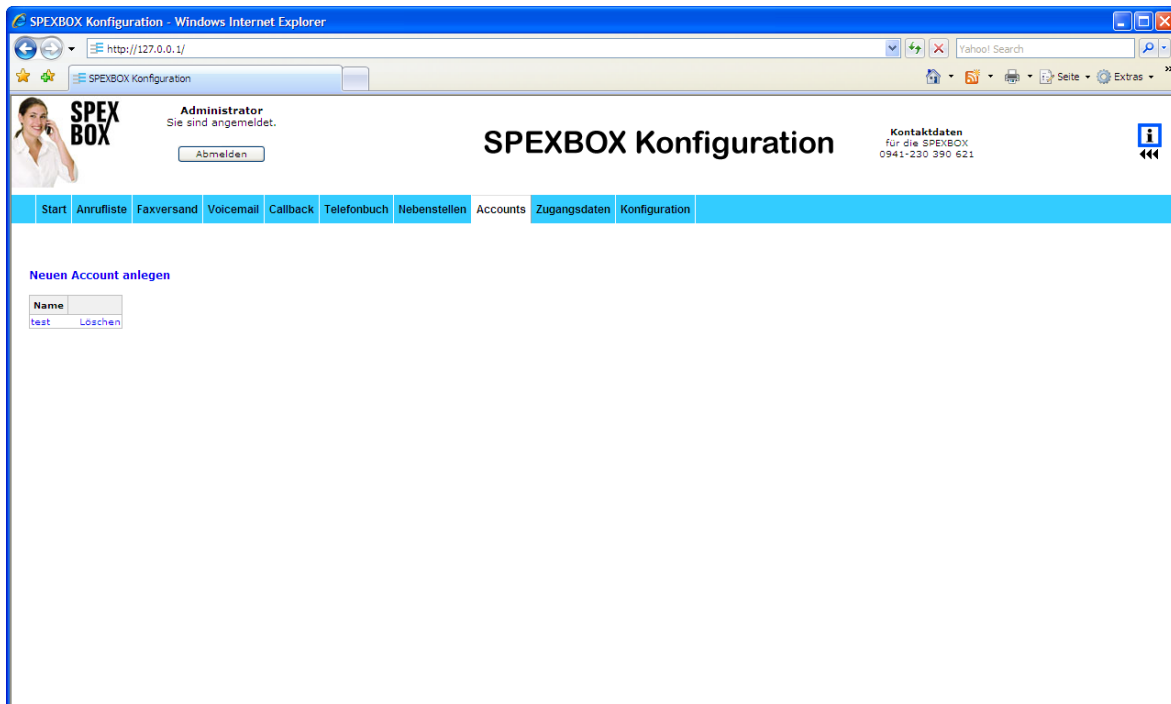 SPEXBOX Konfiguration - Windows Internet Explorer
http://127.0.0.1/
Yahoo! Search
SPEXBOX Konfiguration
Seite
Extras
SPEX
BOX
Administrator
Sie sind angemeldet.
Abmelden
SPEXBOX Konfiguration
Kontaktdaten
für die SPEXBOX
0941-230 390 621
Start Anrufliste Faxversand Voicemail Callback Telefonbuch Nebenstellen Accounts Zugangsdaten Konfiguration
Neuen Account anlegen
Name
test Löschen